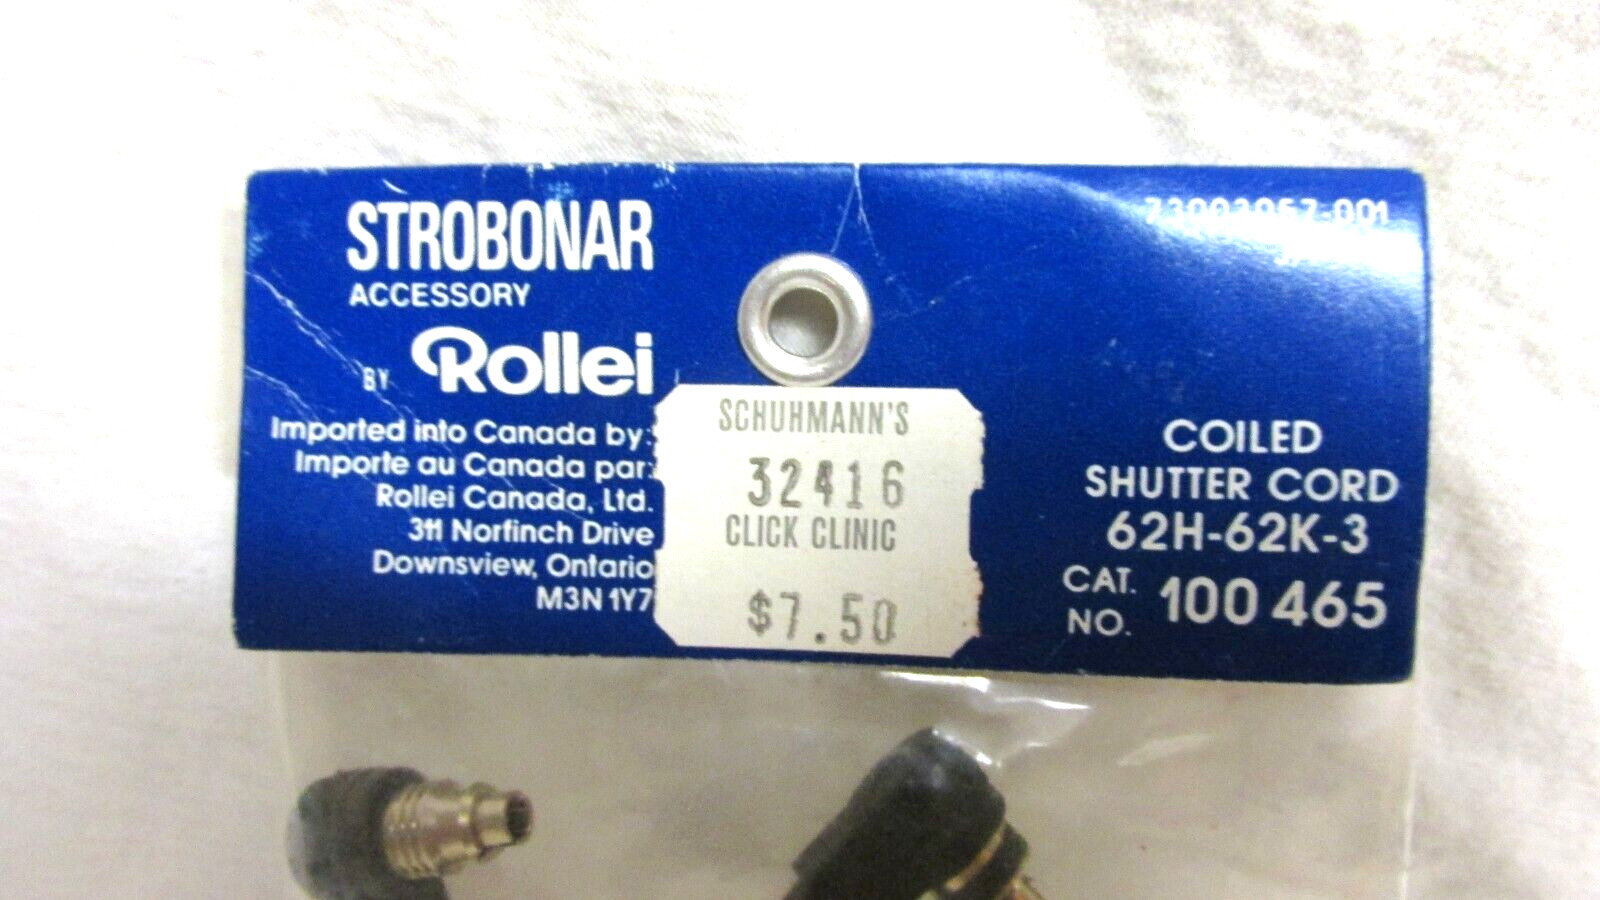 STROBONAR
ACCESSORY
BY Rollei
Imported into Canada by:
Importe au Canada par:
Rollei Canada, Ltd.
311 Norfinch Drive
Downsview, Ontario
M3N 1Y7
SCHUHMANN'S
32416
CLICK CLINIC
$7.50
73003057-001
COILED
SHUTTER CORD
62H-62K-3
CAT. NO. 100 465